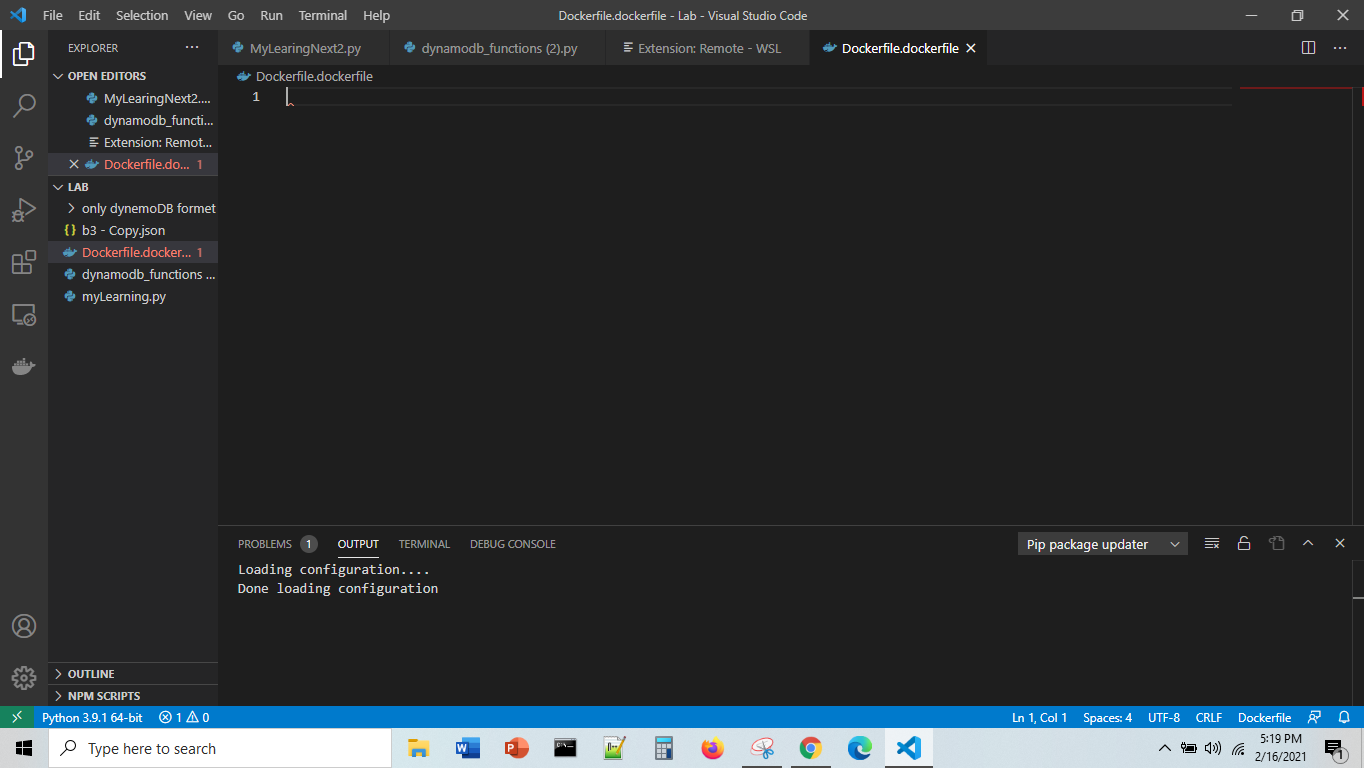 File Edit Selection View Go Run Terminal Help
Dockerfile.dockerfile - Lab - Visual Studio Code
EXPLORER
MyLearingNext2.py
dynamodb_functions (2).py
Extension: Remote - WSL
Dockerfile.dockerfile
OPEN EDITORS
MyLearingNext2....
dynamodb_functi...
Extension: Remot...
Dockerfile.do... 1
LAB
only dynemoDB formet
{} b3 - Copy.json
Dockerfile.docker... 1
dynamodb_functions ...
myLearning.py
OUTLINE
NPM SCRIPTS
Dockerfile.dockerfile
1
PROBLEMS 1 OUTPUT TERMINAL DEBUG CONSOLE
Pip package updater
Loading configuration....
Done loading configuration
Python 3.9.1 64-bit 1 0
Ln 1, Col 1 Spaces: 4 UTF-8 CRLF Dockerfile
Type here to search
5:19 PM
2/16/2021
1